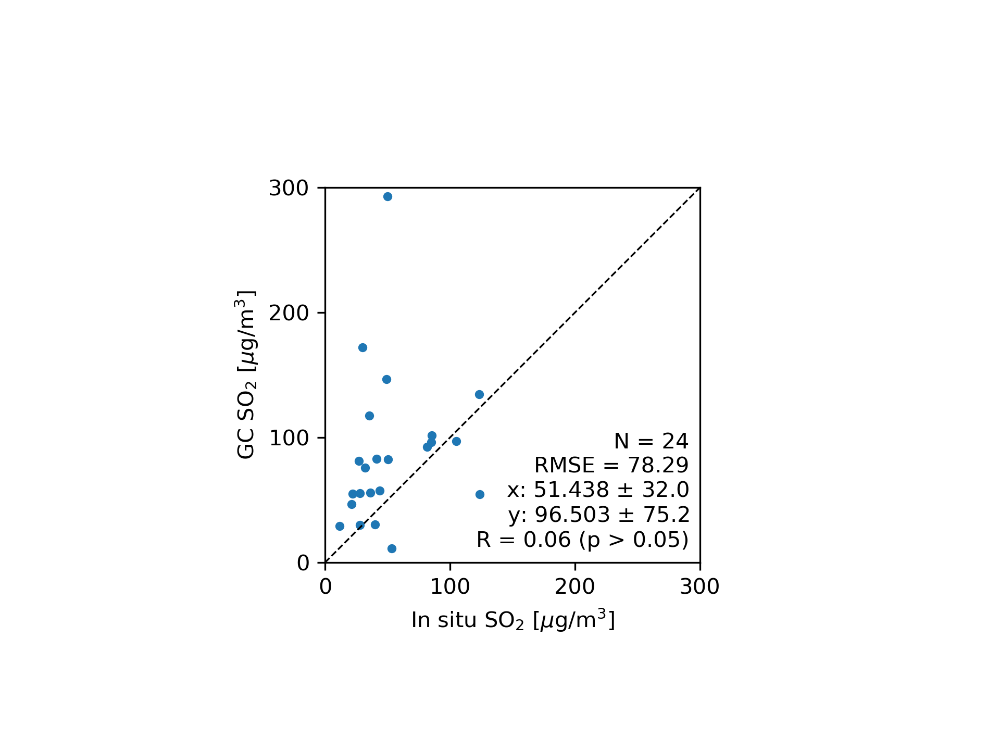 300
200
100
0
GC SO₂ [μg/m³]
N = 24
RMSE = 78.29
x: 51.438 ± 32.0
y: 96.503 ± 75.2
R = 0.06 (p > 0.05)
0 100 200 300
In situ SO₂ [μg/m³]